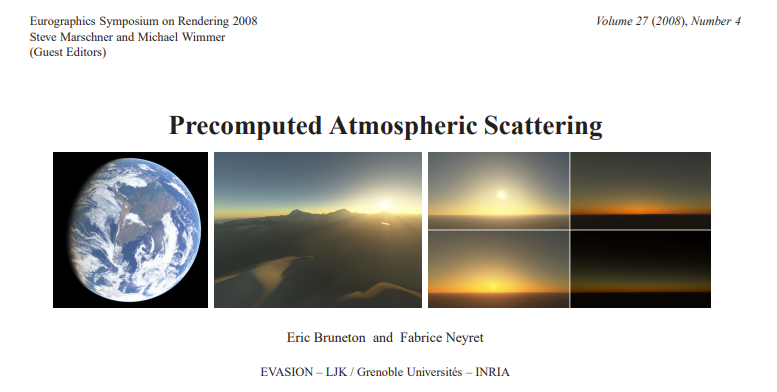 Eurographics Symposium on Rendering 2008
Steve Marschner and Michael Wimmer
(Guest Editors)
Volume 27 (2008), Number 4
Precomputed Atmospheric Scattering
Eric Bruneton and Fabrice Neyret
EVASION – LJK / Grenoble Universités – INRIA